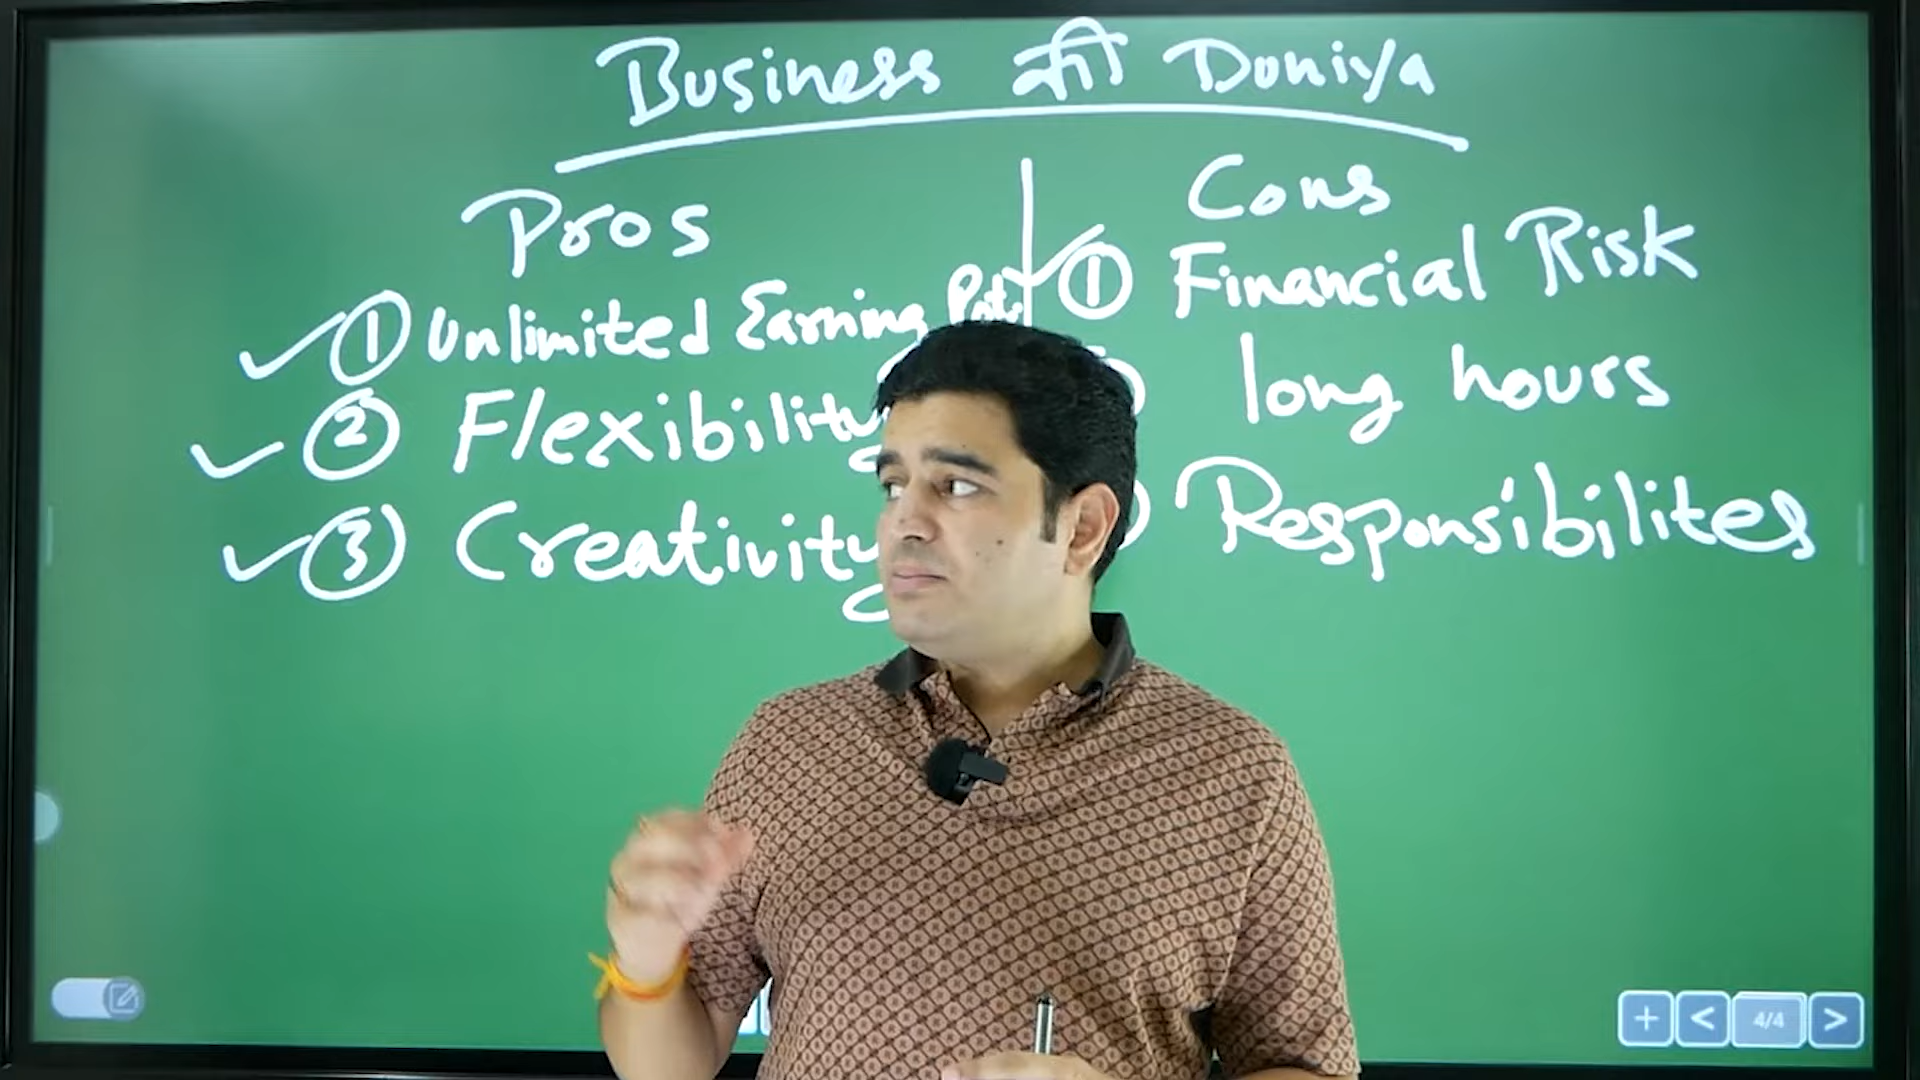 Business की Duniya
Pros
① Unlimited Earning Pot.
② Flexibility
③ Creativity
Cons
① Financial Risk
long hours
Responsibilites
4/4